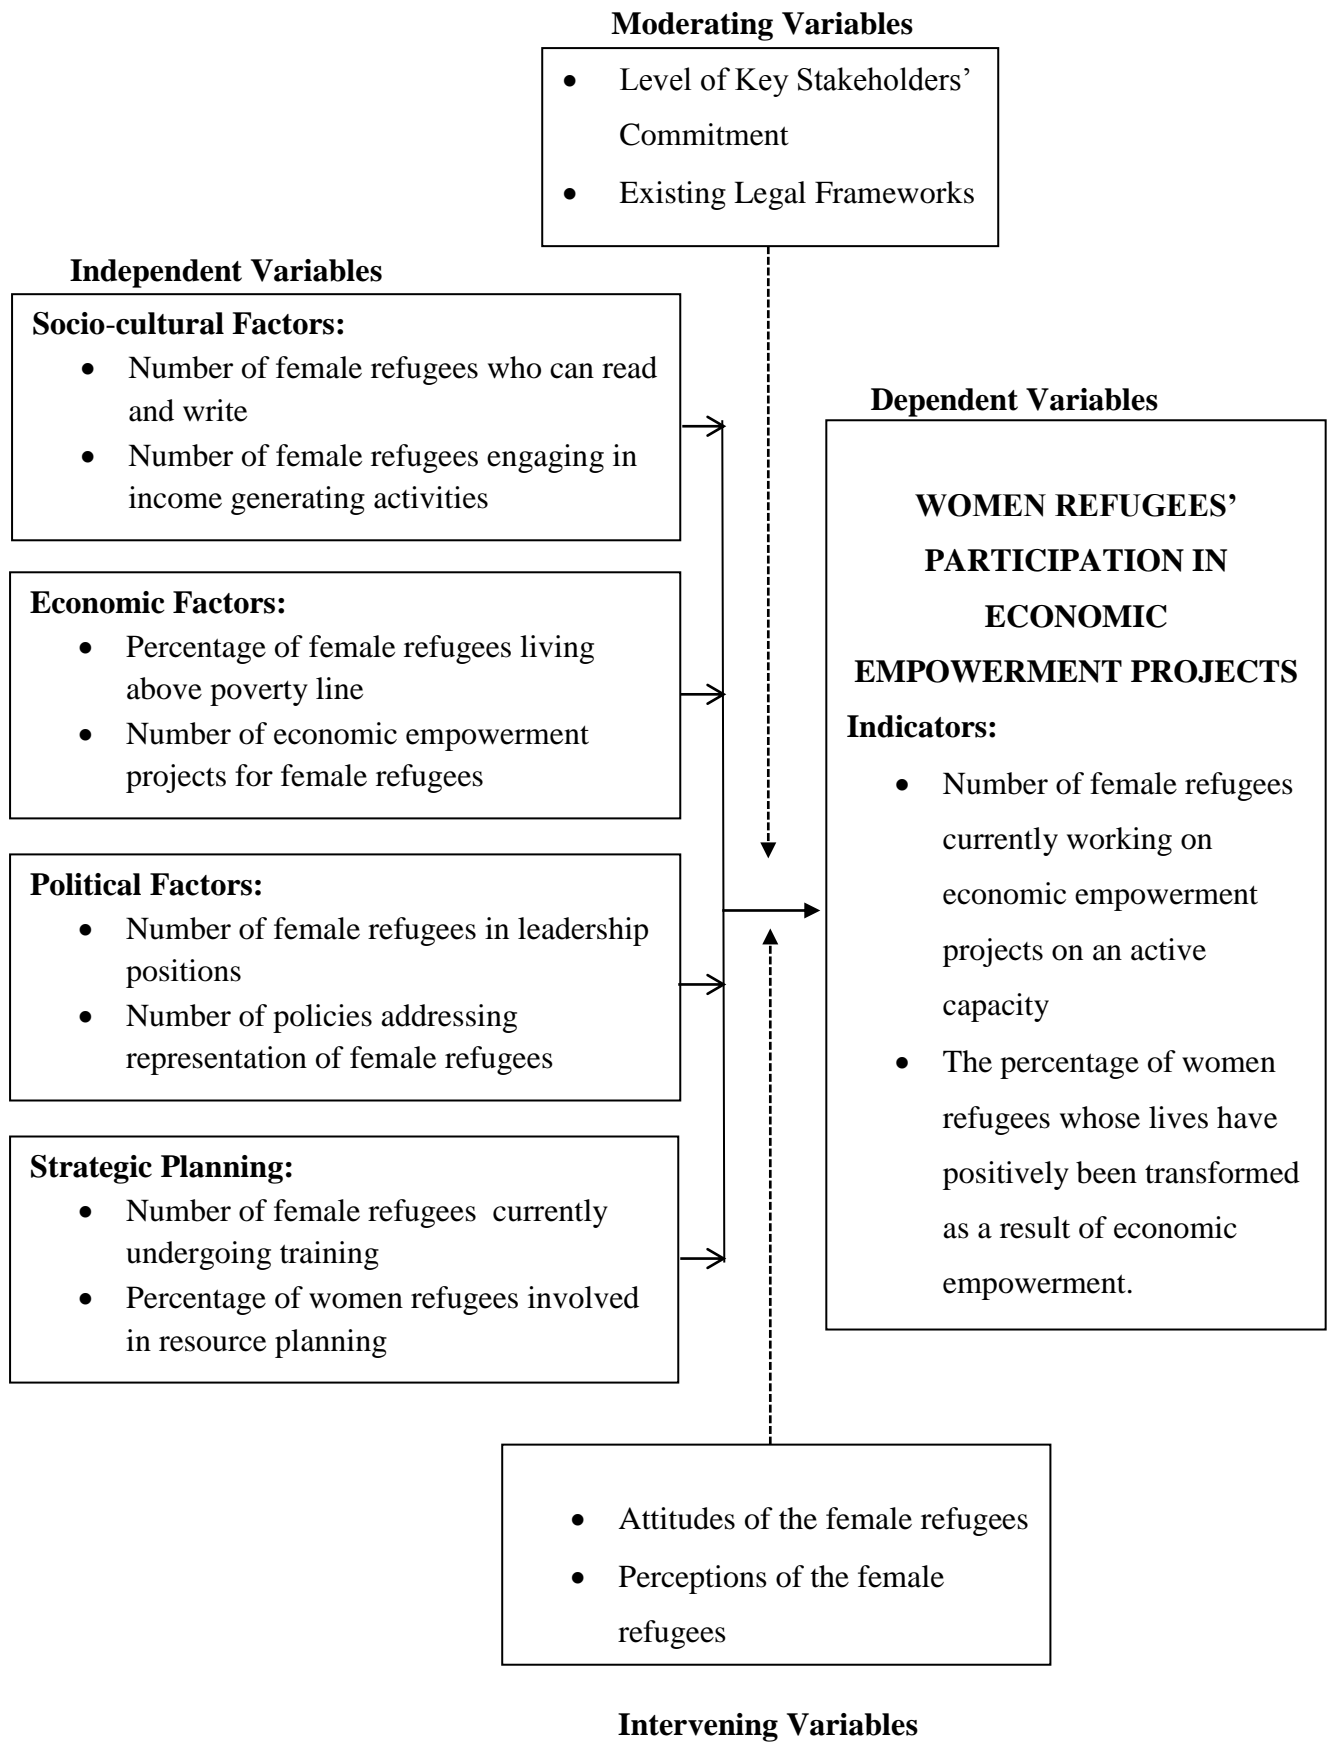 Moderating Variables
• Level of Key Stakeholders’
Commitment
• Existing Legal Frameworks
Independent Variables
Socio-cultural Factors:
• Number of female refugees who can read
and write
• Number of female refugees engaging in
income generating activities
Economic Factors:
• Percentage of female refugees living
above poverty line
• Number of economic empowerment
projects for female refugees
Political Factors:
• Number of female refugees in leadership
positions
• Number of policies addressing
representation of female refugees
Strategic Planning:
• Number of female refugees  currently
undergoing training
• Percentage of women refugees involved
in resource planning
Dependent Variables
WOMEN REFUGEES’
PARTICIPATION IN
ECONOMIC
EMPOWERMENT PROJECTS
Indicators:
• Number of female refugees
currently working on
economic empowerment
projects on an active
capacity
• The percentage of women
refugees whose lives have
positively been transformed
as a result of economic
empowerment.
• Attitudes of the female refugees
• Perceptions of the female
refugees
Intervening Variables